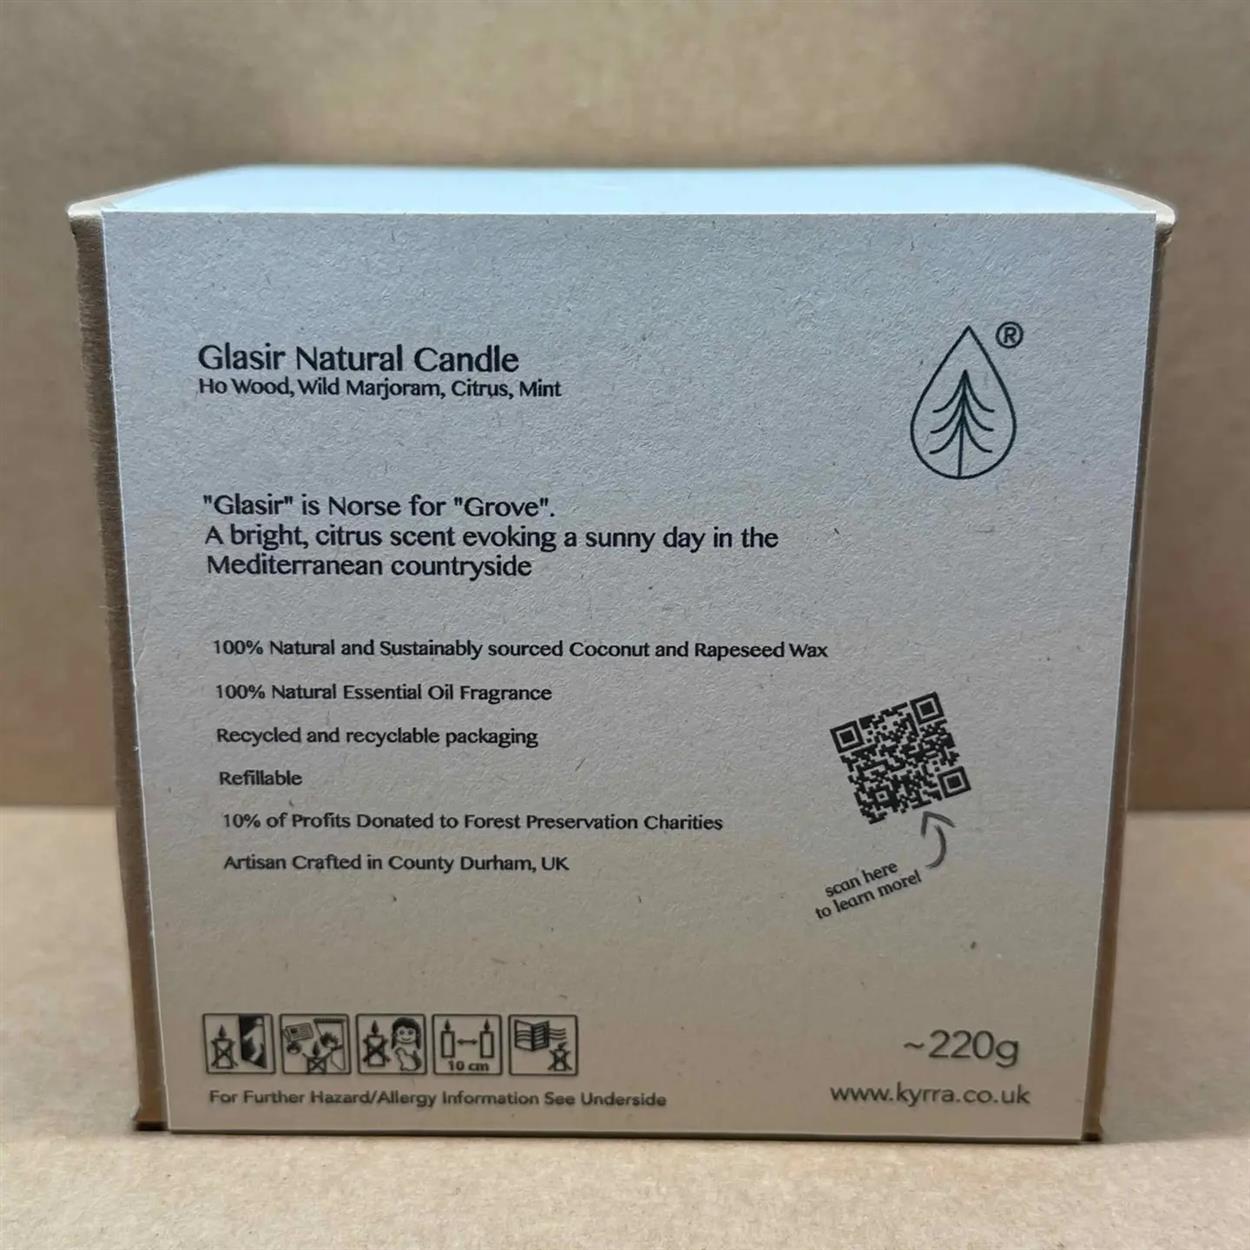 Glasir Natural Candle
Ho Wood, Wild Marjoram, Citrus, Mint
®
"Glasir" is Norse for "Grove".
A bright, citrus scent evoking a sunny day in the
Mediterranean countryside
100% Natural and Sustainably sourced Coconut and Rapeseed Wax
100% Natural Essential Oil Fragrance
Recycled and recyclable packaging
Refillable
10% of Profits Donated to Forest Preservation Charities
Artisan Crafted in County Durham, UK
scan here
to learn more!
10 cm
For Further Hazard/Allergy Information See Underside
~220g
www.kyrra.co.uk